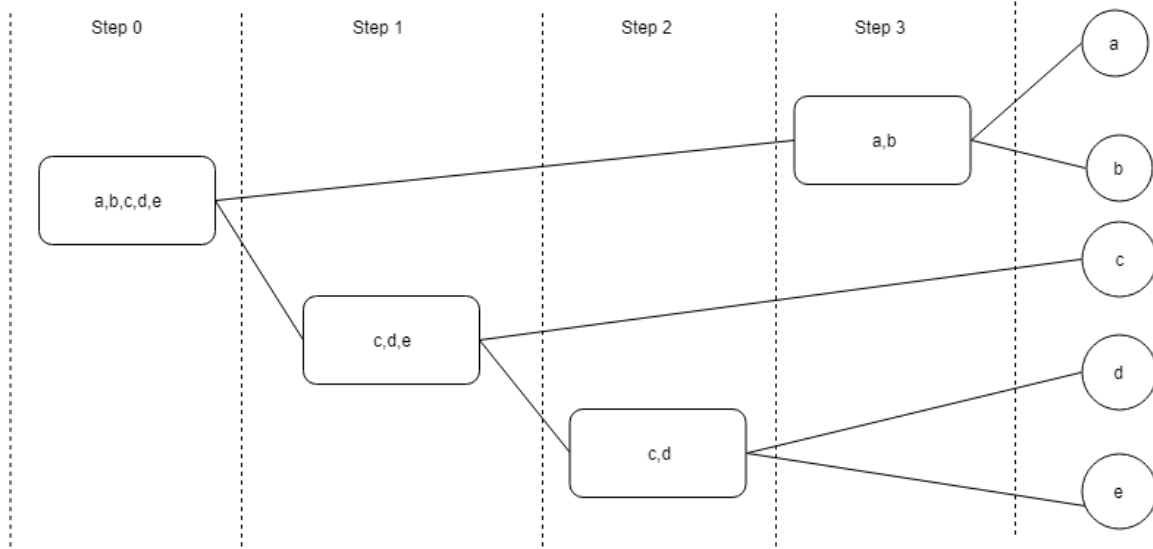 Step 0
Step 1
Step 2
Step 3
a
a,b
b
a,b,c,d,e
c
c,d,e
d
c,d
e